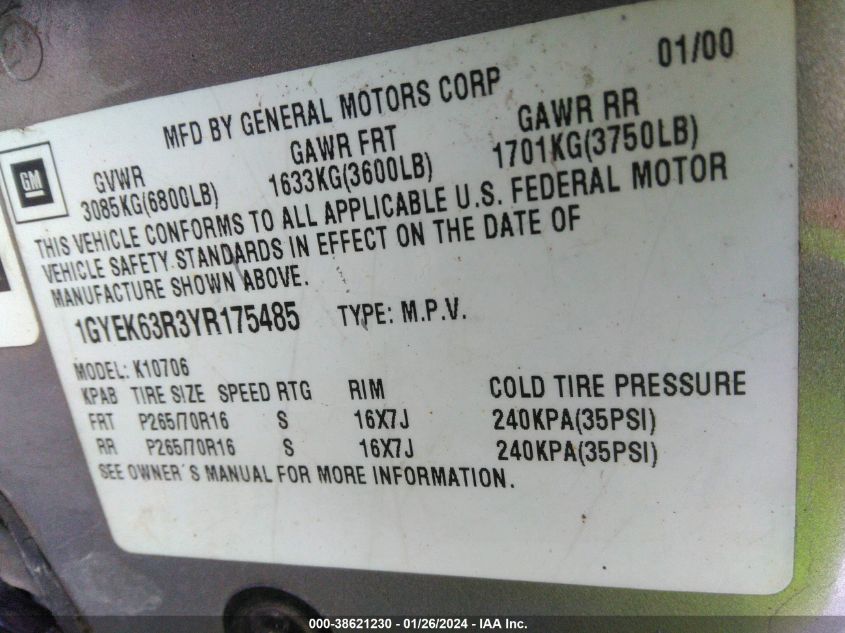 01/00
MFD BY GENERAL MOTORS CORP
GVWR GAWR FRT GAWR RR
3085KG(6800LB) 1633KG(3600LB) 1701KG(3750LB)
GM
THIS VEHICLE CONFORMS TO ALL APPLICABLE U.S. FEDERAL MOTOR
VEHICLE SAFETY STANDARDS IN EFFECT ON THE DATE OF
MANUFACTURE SHOWN ABOVE.
1GYEK63R3YR175485 TYPE: M.P.V.
MODEL: K10706
KPAB TIRE SIZE SPEED RTG RIM COLD TIRE PRESSURE
FRT P265/70R16 S 16X7J 240KPA(35PSI)
RR P265/70R16 S 16X7J 240KPA(35PSI)
SEE OWNER'S MANUAL FOR MORE INFORMATION.
000-38621230 - 01/26/2024 - IAA Inc.